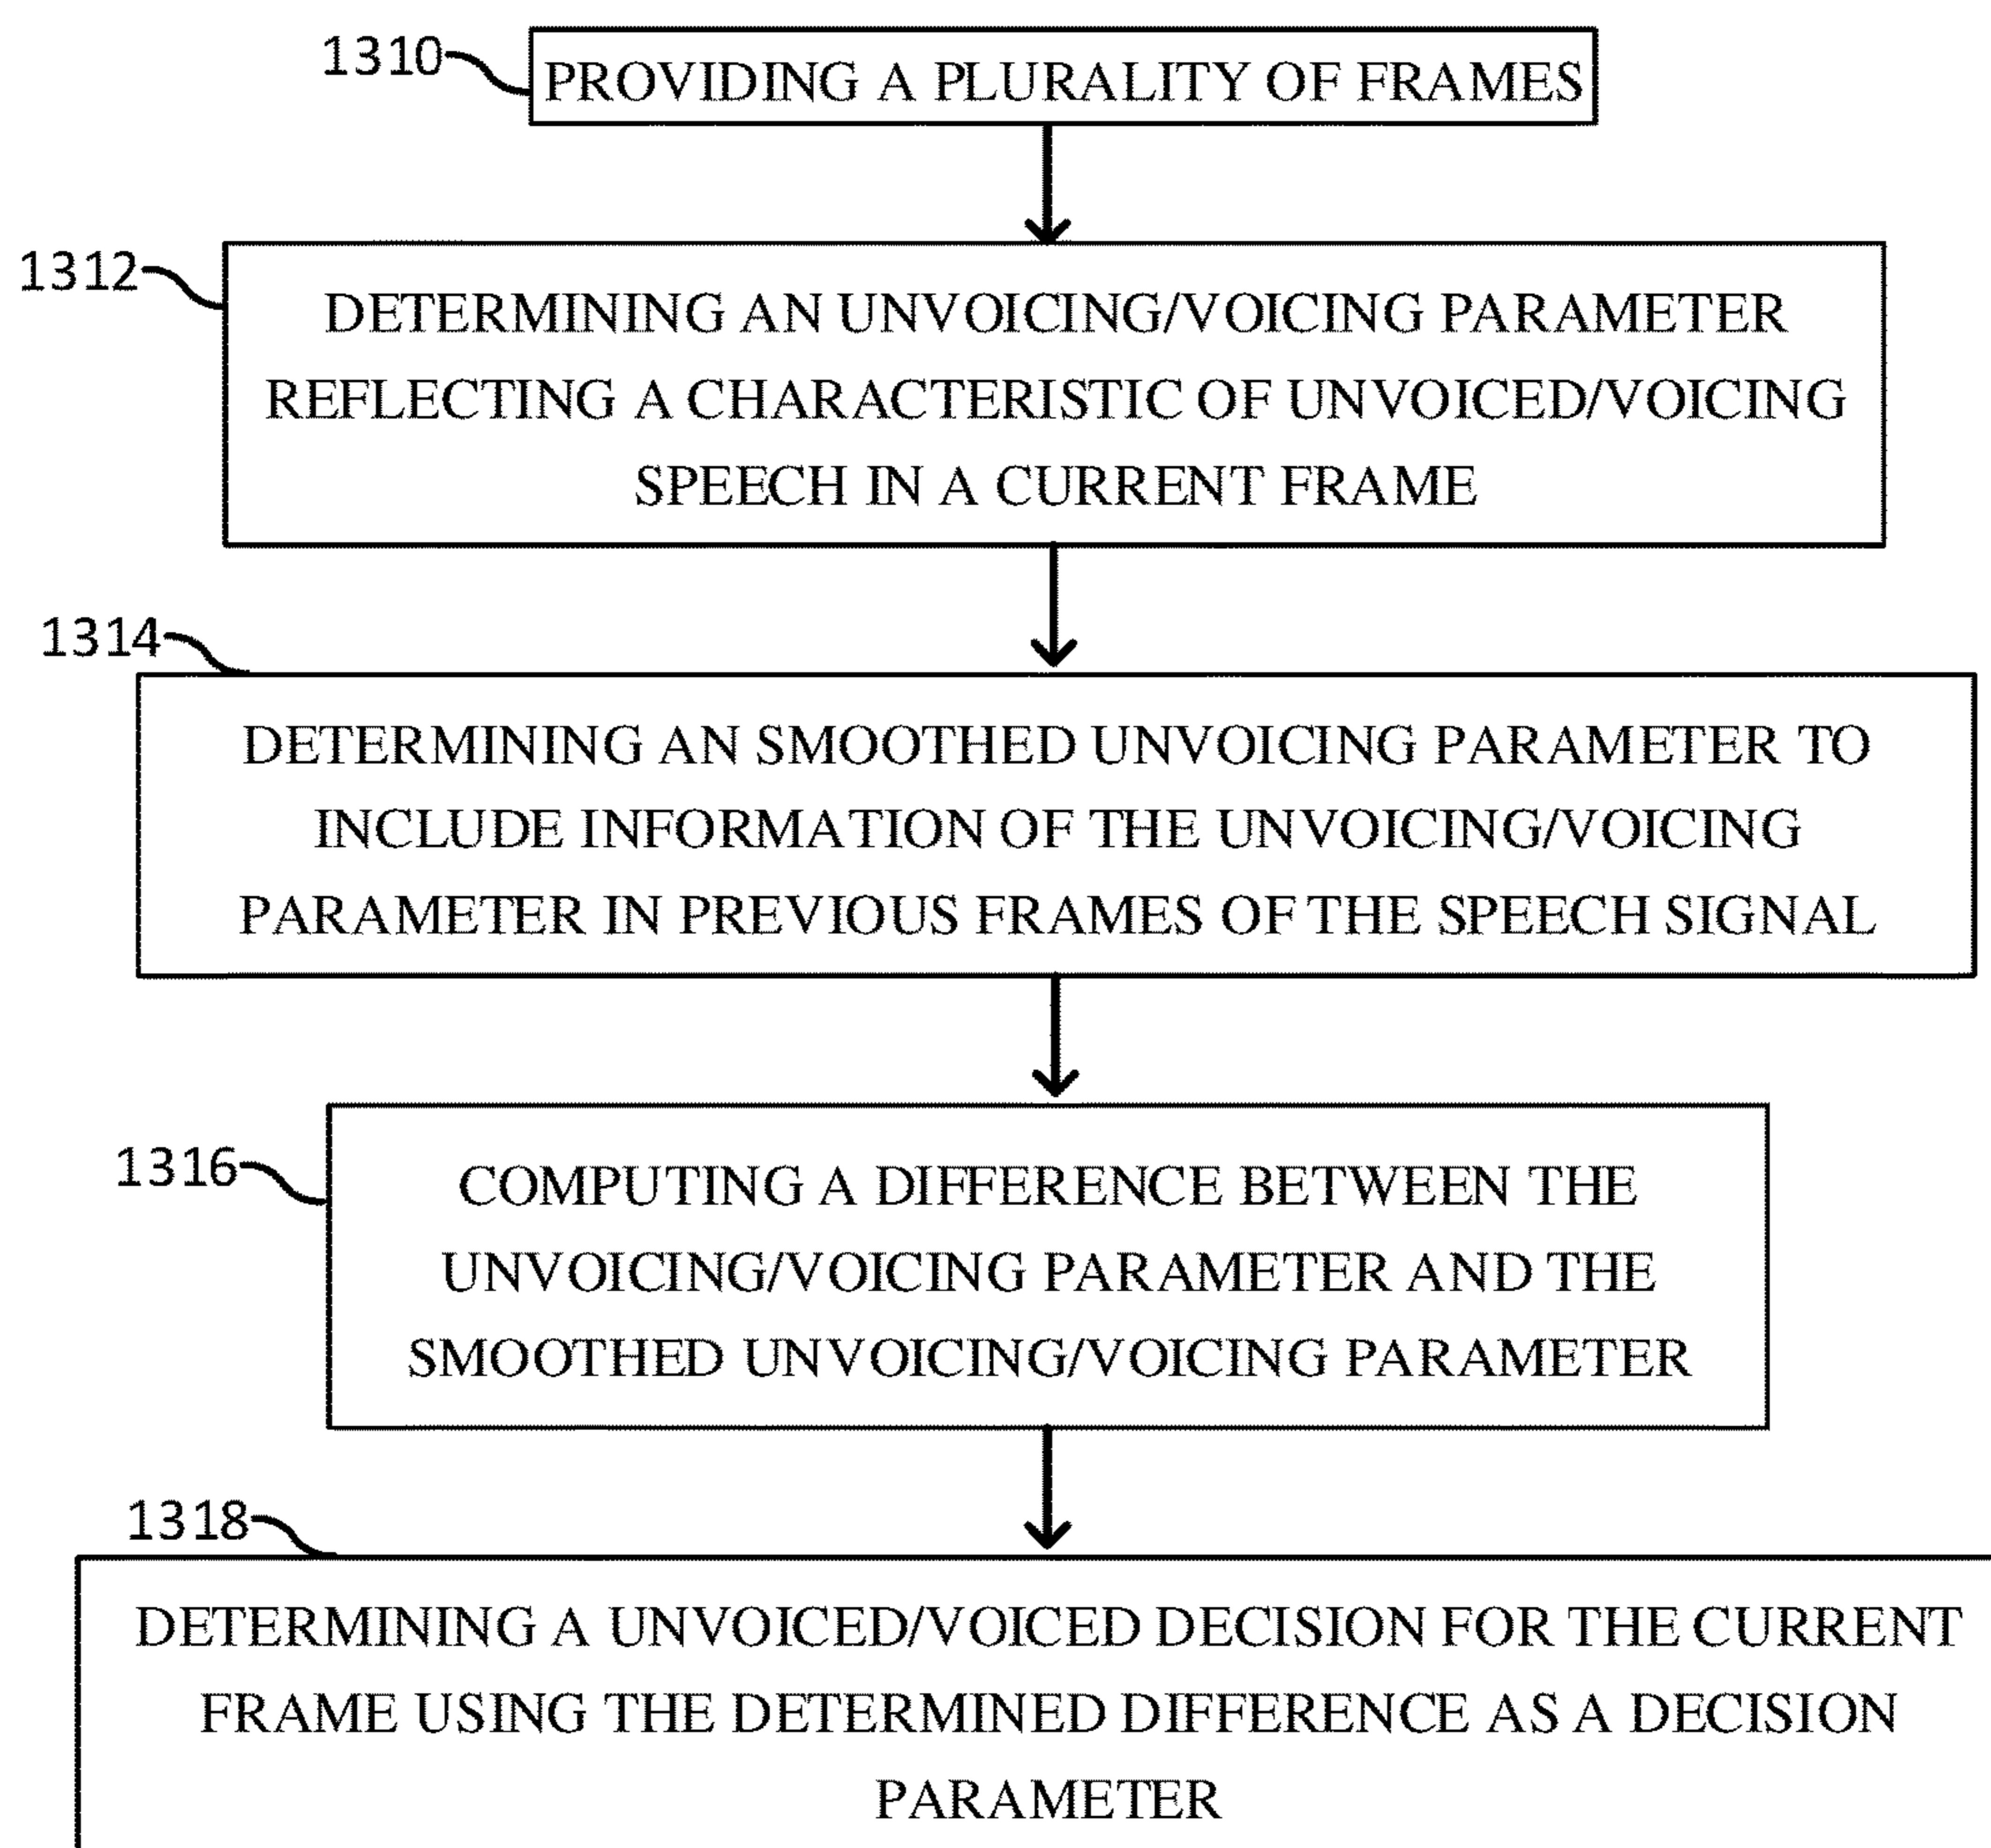 1310
PROVIDING A PLURALITY OF FRAMES
1312
DETERMINING AN UNVOICING/VOICING PARAMETER
REFLECTING A CHARACTERISTIC OF UNVOICED/VOICING
SPEECH IN A CURRENT FRAME
1314
DETERMINING AN SMOOTHED UNVOICING PARAMETER TO
INCLUDE INFORMATION OF THE UNVOICING/VOICING
PARAMETER IN PREVIOUS FRAMES OF THE SPEECH SIGNAL
1316
COMPUTING A DIFFERENCE BETWEEN THE
UNVOICING/VOICING PARAMETER AND THE
SMOOTHED UNVOICING/VOICING PARAMETER
1318
DETERMINING A UNVOICED/VOICED DECISION FOR THE CURRENT
FRAME USING THE DETERMINED DIFFERENCE AS A DECISION
PARAMETER